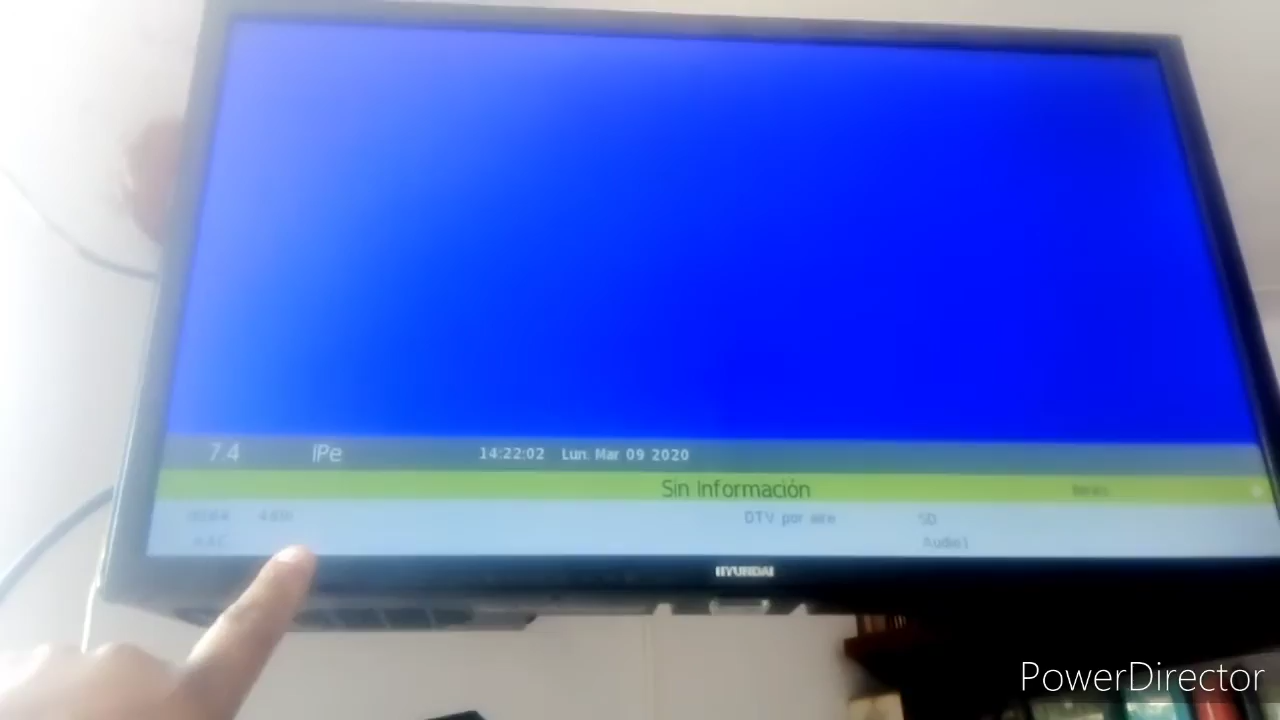 7.4 IPe 14:22:02 Lun. Mar 09 2020
Sin Información
DTV por aire SD
Audio1
HYUNDAI
PowerDirector